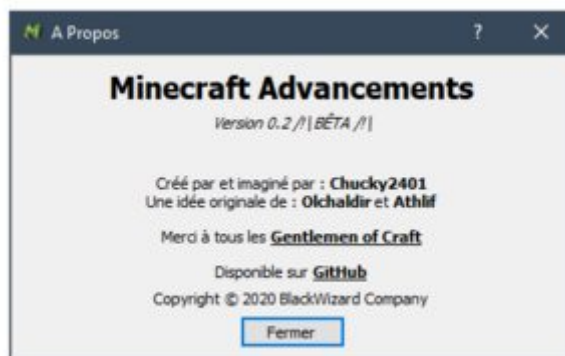 A Propos
Minecraft Advancements
Version 0.2 /!\ BÊTA /!\
Créé par et imaginé par : Chucky2401
Une idée originale de : Olchaldir et Athlif
Merci à tous les Gentlemen of Craft
Disponible sur GitHub
Copyright © 2020 BlackWizard Company
Fermer